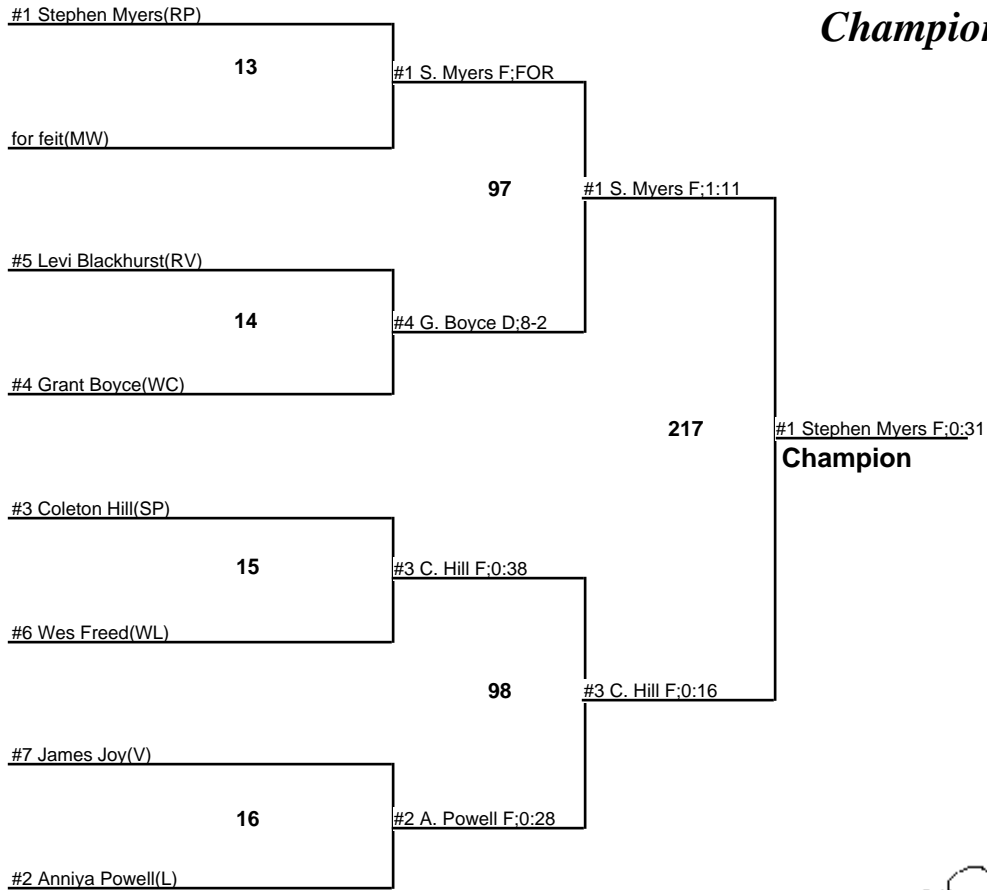 #1 Stephen Myers(RP)
Champion
13
#1 S. Myers F;FOR
for feit(MW)
97
#1 S. Myers F;1:11
#5 Levi Blackhurst(RV)
14
#4 G. Boyce D;8-2
#4 Grant Boyce(WC)
217
#1 Stephen Myers F;0:31
Champion
#3 Coleton Hill(SP)
15
#3 C. Hill F;0:38
#6 Wes Freed(WL)
98
#3 C. Hill F;0:16
#7 James Joy(V)
16
#2 A. Powell F;0:28
#2 Anniya Powell(L)